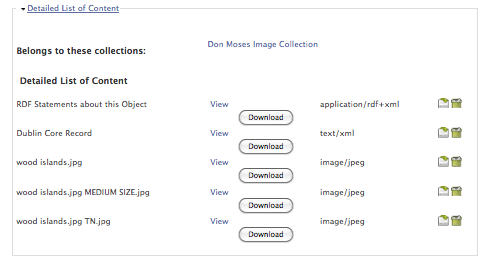 Detailed List of Content
Belongs to these collections: Don Moses Image Collection
Detailed List of Content
RDF Statements about this Object View application/rdf+xml
Download
Dublin Core Record View text/xml
Download
wood islands.jpg View image/jpeg
Download
wood islands.jpg MEDIUM SIZE.jpg View image/jpeg
Download
wood islands.jpg TN.jpg View image/jpeg
Download